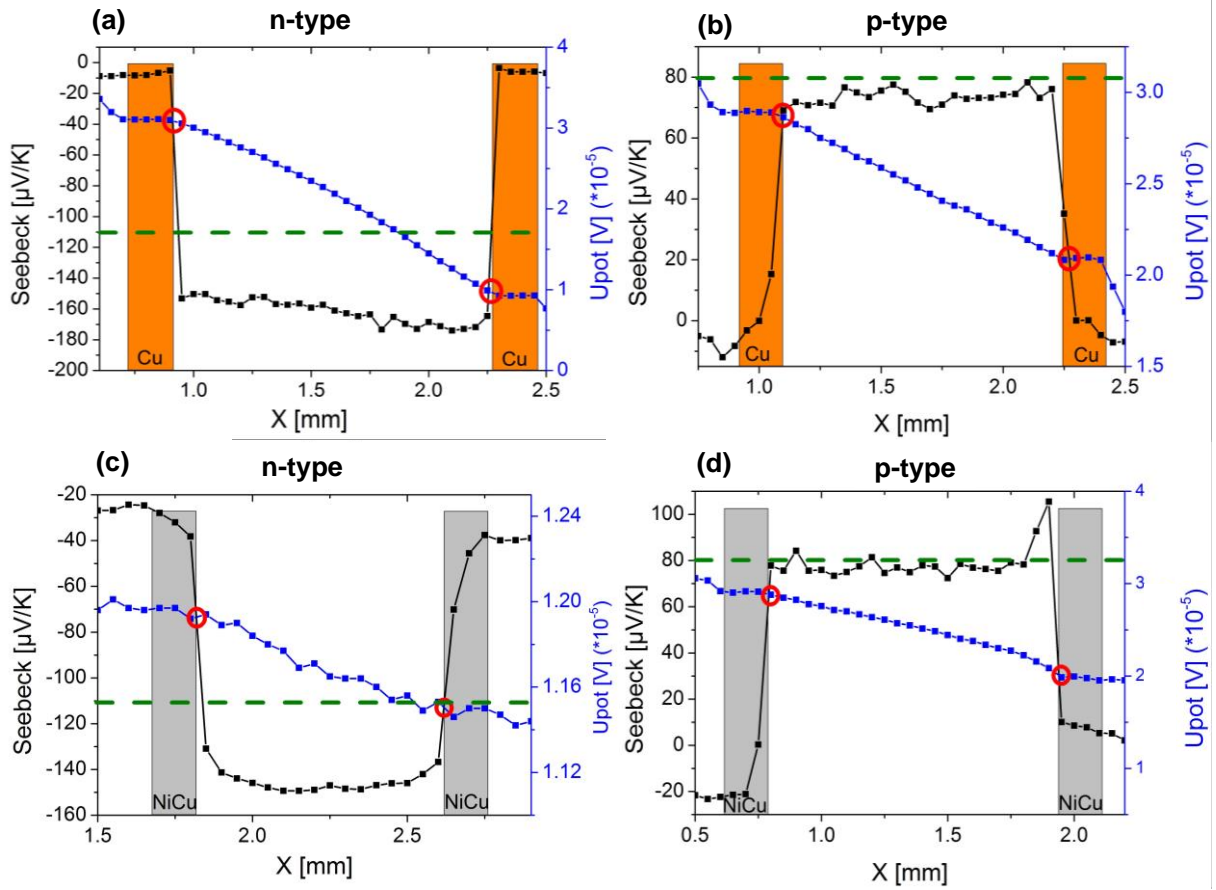 (a) n-type
(b) p-type
0
-20
-40
-60
-80
-100
-120
-140
-160
-180
-200
Seebeck [µV/K]
4
3
2
1
0
Upot [V] (*10⁻⁵)
Cu
Cu
1.0 1.5 2.0 2.5
X [mm]
80
60
40
20
0
Seebeck [µV/K]
3.0
2.5
2.0
1.5
Upot [V] (*10⁻⁵)
Cu
Cu
1.0 1.5 2.0 2.5
X [mm]
(c) n-type
(d) p-type
-20
-40
-60
-80
-100
-120
-140
-160
Seebeck [µV/K]
1.24
1.20
1.16
1.12
Upot [V] (*10⁻⁵)
NiCu
NiCu
1.5 2.0 2.5
X [mm]
100
80
60
40
20
0
-20
Seebeck [µV/K]
4
3
2
1
Upot [V] (*10⁻⁵)
NiCu
NiCu
0.5 1.0 1.5 2.0
X [mm]